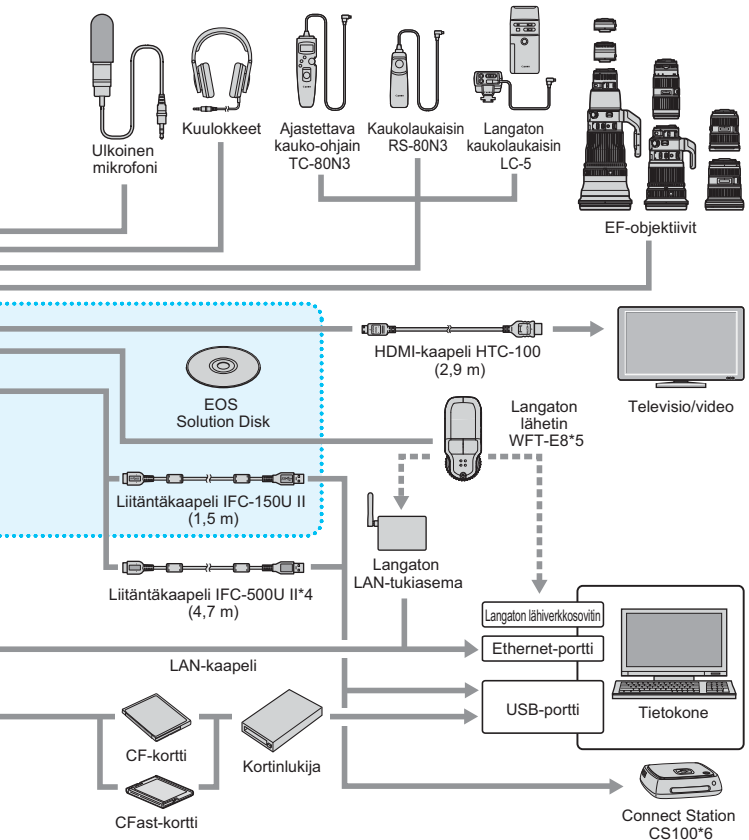 Ulkoinen
mikrofoni
Kuulokkeet
Ajastettava
kauko-ohjain
TC-80N3
Kaukolaukaisin
RS-80N3
Langaton
kaukolaukaisin
LC-5
EF-objektiivit
HDMI-kaapeli HTC-100
(2,9 m)
Televisio/video
EOS
Solution Disk
Langaton
lähetin
WFT-E8*5
Liitäntäkaapeli IFC-150U II
(1,5 m)
Langaton
LAN-tukiasema
Liitäntäkaapeli IFC-500U II*4
(4,7 m)
Langaton lähiverkkosovitin
Ethernet-portti
LAN-kaapeli
USB-portti
Tietokone
CF-kortti
Kortinlukija
CFast-kortti
Connect Station
CS100*6